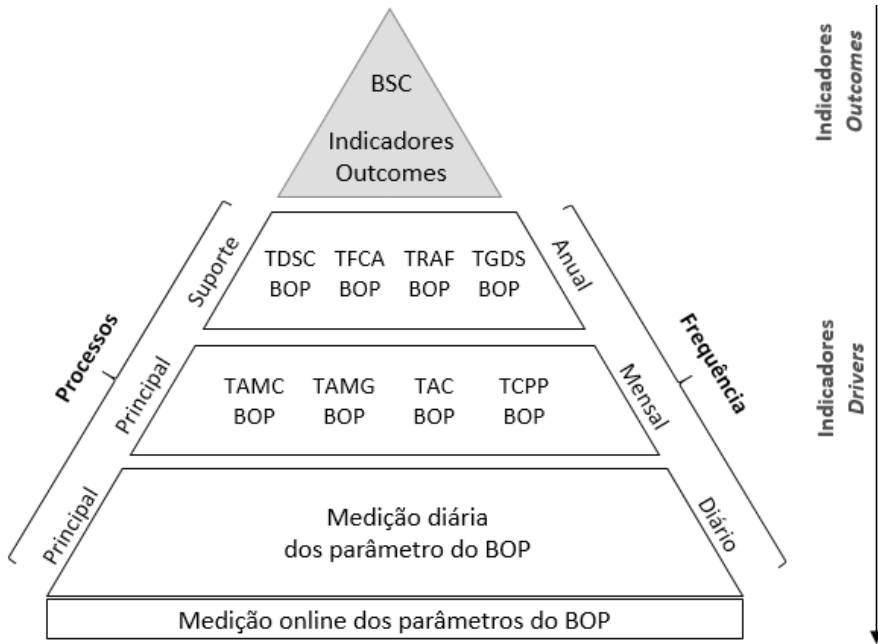 BSC
Indicadores
Outcomes
Indicadores
Outcomes
Processos
Suporte
TDSC TFCA TRAF TGDS
BOP BOP BOP BOP
Anual
Frequência
Principal
TAMC TAMG TAC TCPP
BOP BOP BOP BOP
Mensal
Indicadores
Drivers
Principal
Medição diária
dos parâmetro do BOP
Diário
Medição online dos parâmetros do BOP